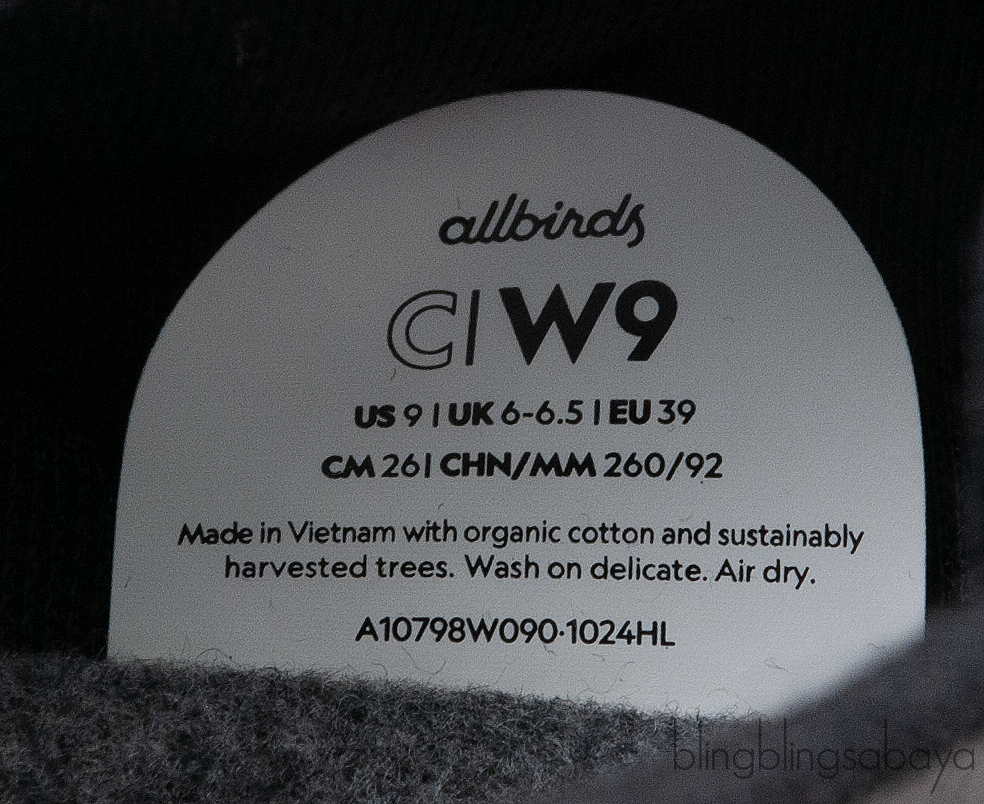 allbirds
C|W9
US 9 | UK 6-6.5 | EU 39
CM 26| CHN/MM 260/92
Made in Vietnam with organic cotton and sustainably
harvested trees. Wash on delicate. Air dry.
A10798W090·1024HL
blingblingsabaya